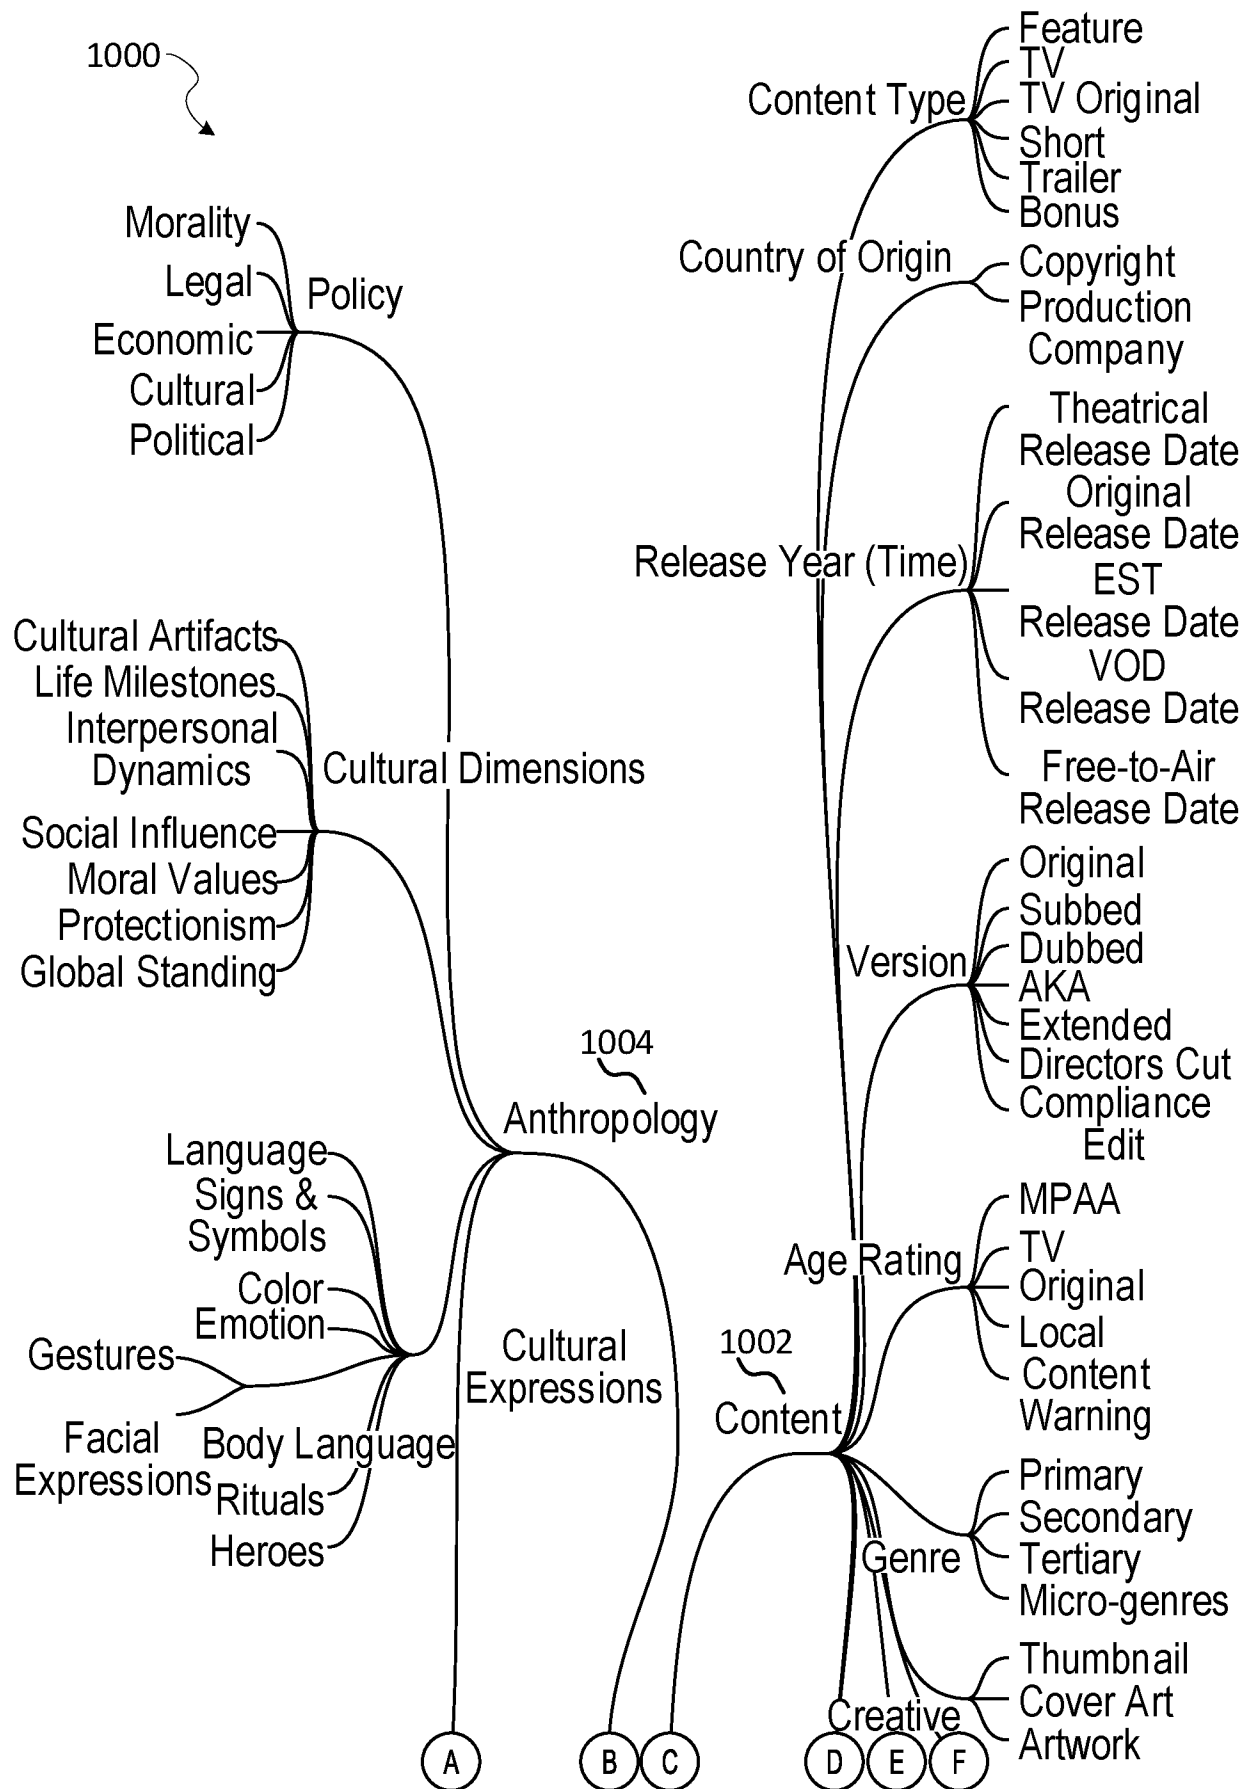 1000
Morality
Legal
Policy
Economic
Cultural
Political
Cultural Artifacts
Life Milestones
Interpersonal
Dynamics
Cultural Dimensions
Social Influence
Moral Values
Protectionism
Global Standing
1004
Anthropology
Language
Signs &
Symbols
Color
Emotion
Gestures
Facial
Expressions
Body Language
Rituals
Heroes
Cultural
Expressions
Content Type
Feature
TV
TV Original
Short
Trailer
Bonus
Country of Origin
Copyright
Production
Company
Release Year (Time)
Theatrical
Release Date
Original
Release Date
EST
Release Date
VOD
Release Date
Free-to-Air
Release Date
Version
Original
Subbed
Dubbed
AKA
Extended
Directors Cut
Compliance
Edit
Age Rating
MPAA
TV
Original
Local
Content
Warning
1002
Content
Genre
Primary
Secondary
Tertiary
Micro-genres
Creative
Thumbnail
Cover Art
Artwork
A
B
C
D
E
F